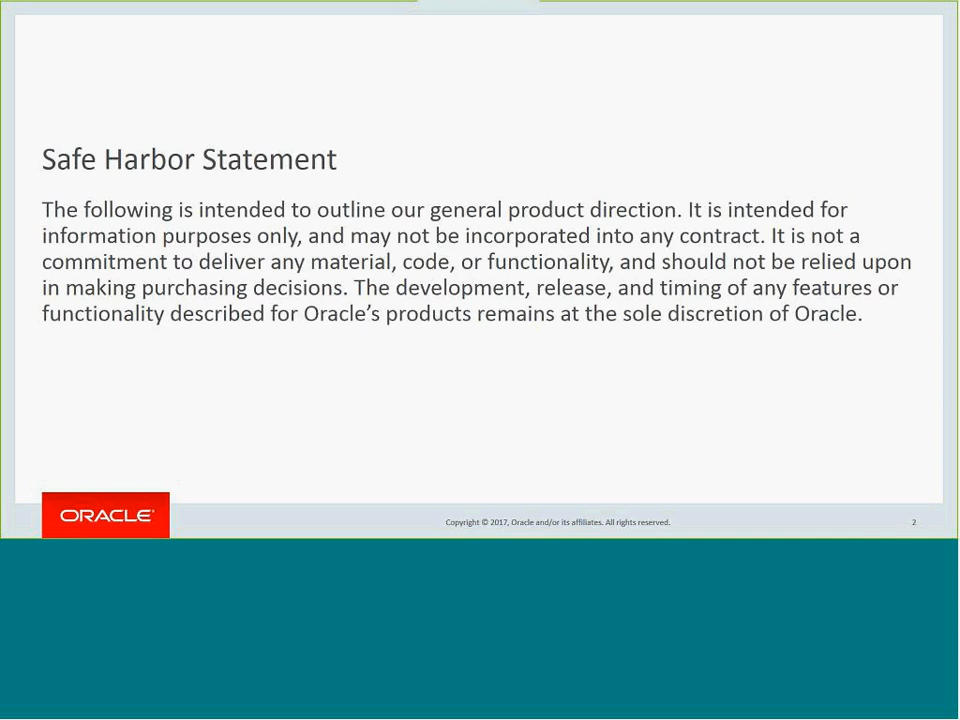 Safe Harbor Statement
The following is intended to outline our general product direction. It is intended for
information purposes only, and may not be incorporated into any contract. It is not a
commitment to deliver any material, code, or functionality, and should not be relied upon
in making purchasing decisions. The development, release, and timing of any features or
functionality described for Oracle’s products remains at the sole discretion of Oracle.
ORACLE®
Copyright © 2017, Oracle and/or its affiliates. All rights reserved.
2